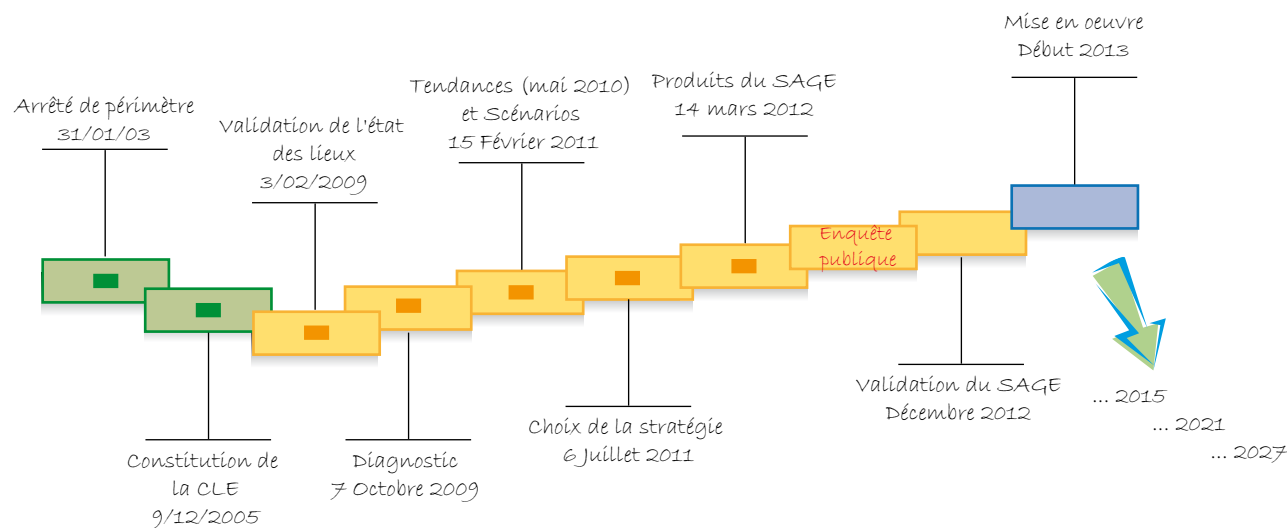 Arrêté de périmètre
31/01/03
Constitution de
la CLE
9/12/2005
Validation de l'état
des lieux
3/02/2009
Diagnostic
7 Octobre 2009
Tendances (mai 2010)
et Scénarios
15 Février 2011
Choix de la stratégie
6 Juillet 2011
Produits du SAGE
14 mars 2012
Enquête
publique
Validation du SAGE
Décembre 2012
Mise en oeuvre
Début 2013
... 2015
... 2021
... 2027